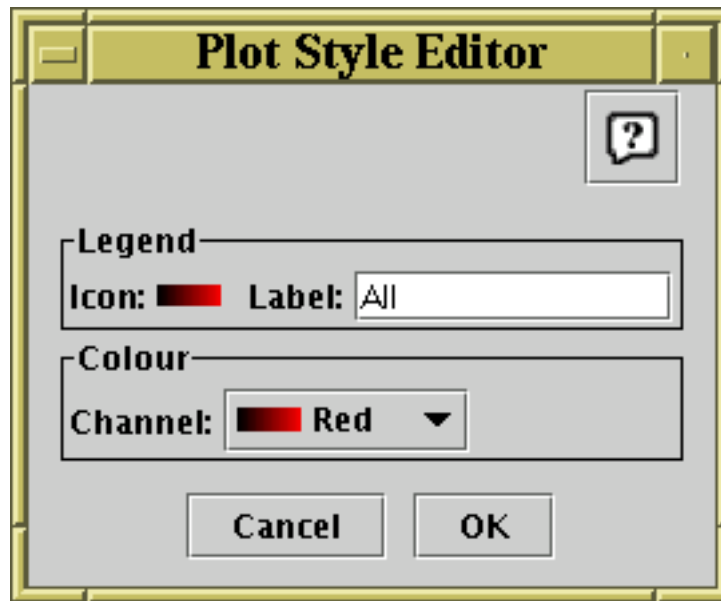 Plot Style Editor
?
Legend
Icon: Label: All
Colour
Channel: Red
Cancel OK